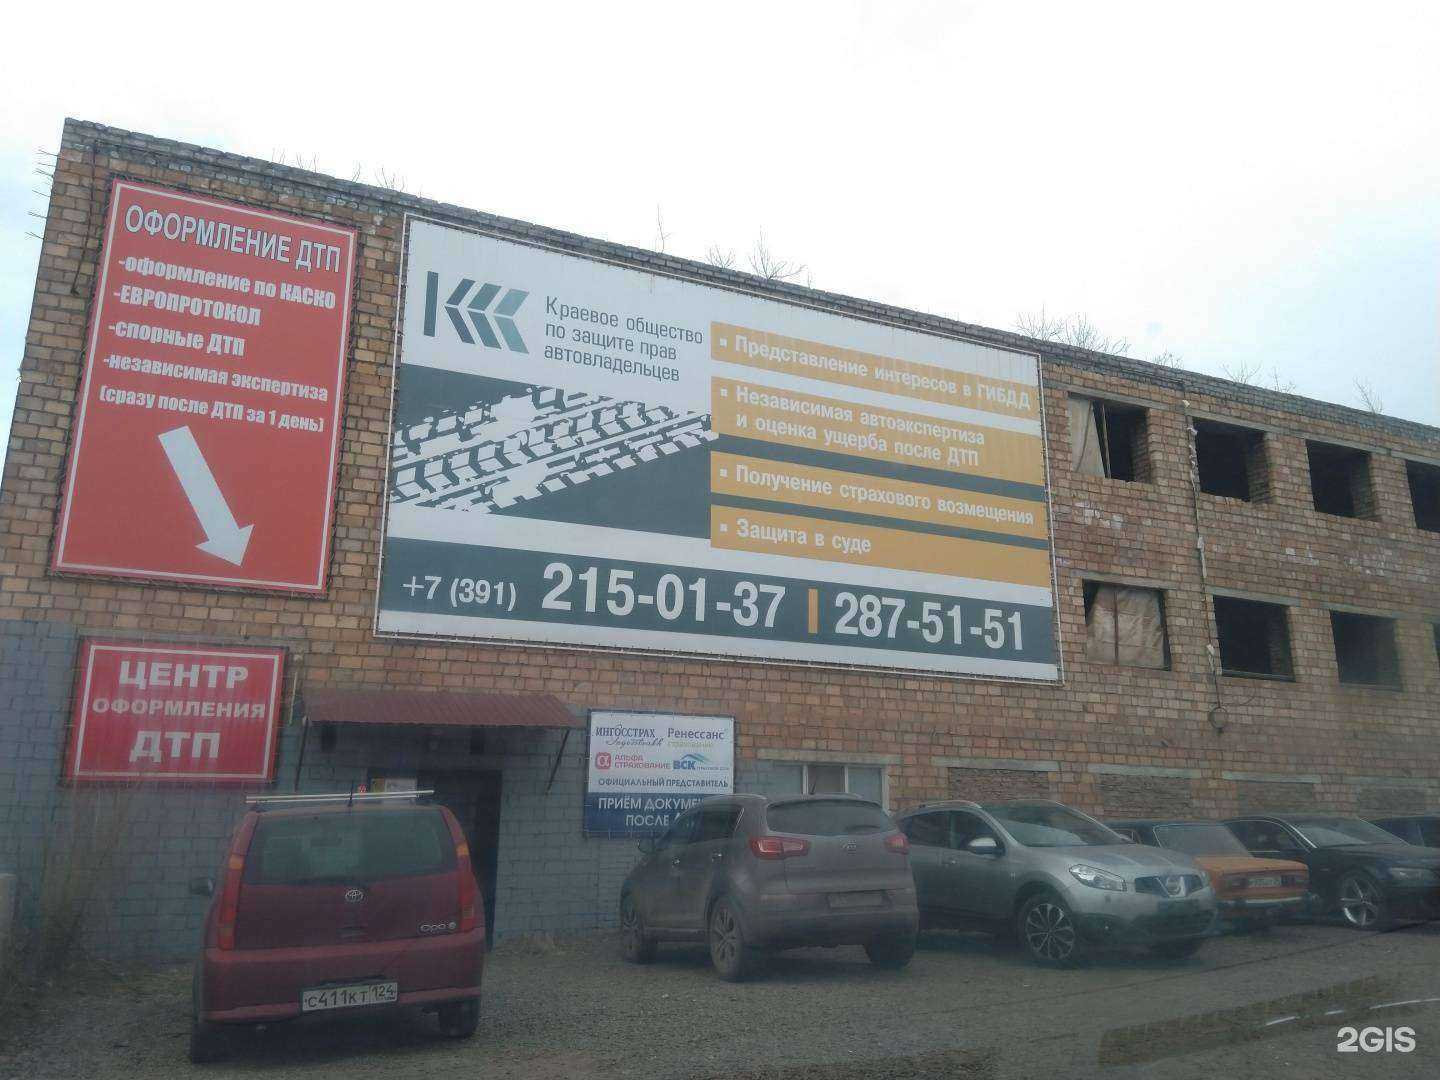 ОФОРМЛЕНИЕ ДТП
-оформление по КАСКО
-ЕВРОПРОТОКОЛ
-спорные ДТП
-независимая экспертиза
(сразу после ДТП за 1 день)
Краевое общество
по защите прав
автовладельцев
▪ Представление интересов в ГИБДД
▪ Независимая автоэкспертиза
и оценка ущерба после ДТП
▪ Получение страхового возмещения
▪ Защита в суде
+7 (391) 215-01-37 | 287-51-51
ЦЕНТР
ОФОРМЛЕНИЯ
ДТП
ИНГОССТРАХ
Ingosstrakh
Ренессанс
страхование
АЛЬФА
СТРАХОВАНИЕ
ВСК
ОФИЦИАЛЬНЫЙ ПРЕДСТАВИТЕЛЬ
ПРИЁМ
ПОСЛЕ
Opa
С411КТ 124
2GIS